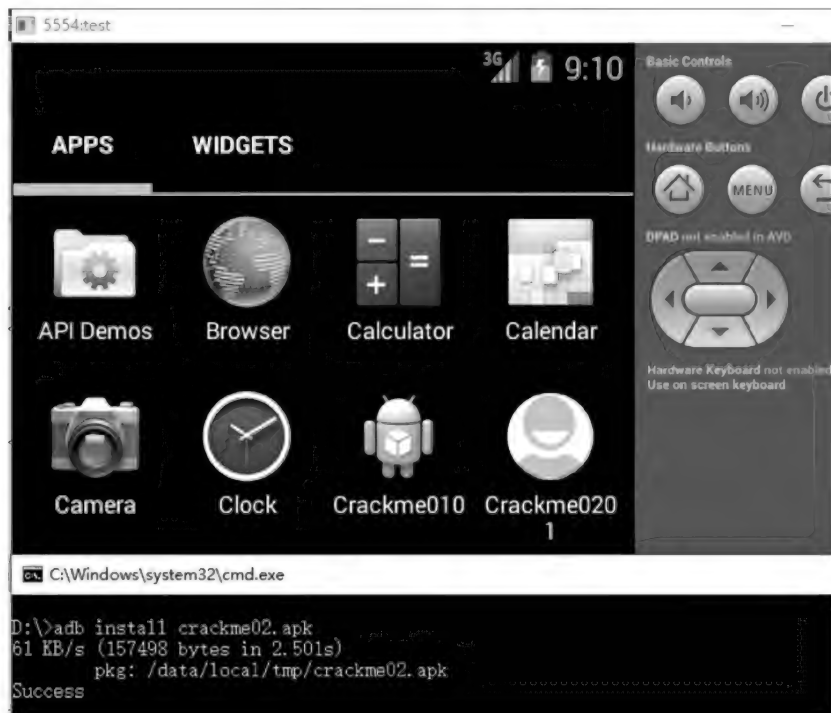 5554:test
3G 9:10
Basic Controls
APPS WIDGETS
Hardware Buttons
MENU
DPAD not enabled in AVD
API Demos Browser Calculator Calendar
Hardware Keyboard not enabled
Use on screen keyboard
Camera Clock Crackme010 Crackme020
1
C:\Windows\system32\cmd.exe
D:\>adb install crackme02.apk
61 KB/s (157498 bytes in 2.501s)
pkg: /data/local/tmp/crackme02.apk
Success